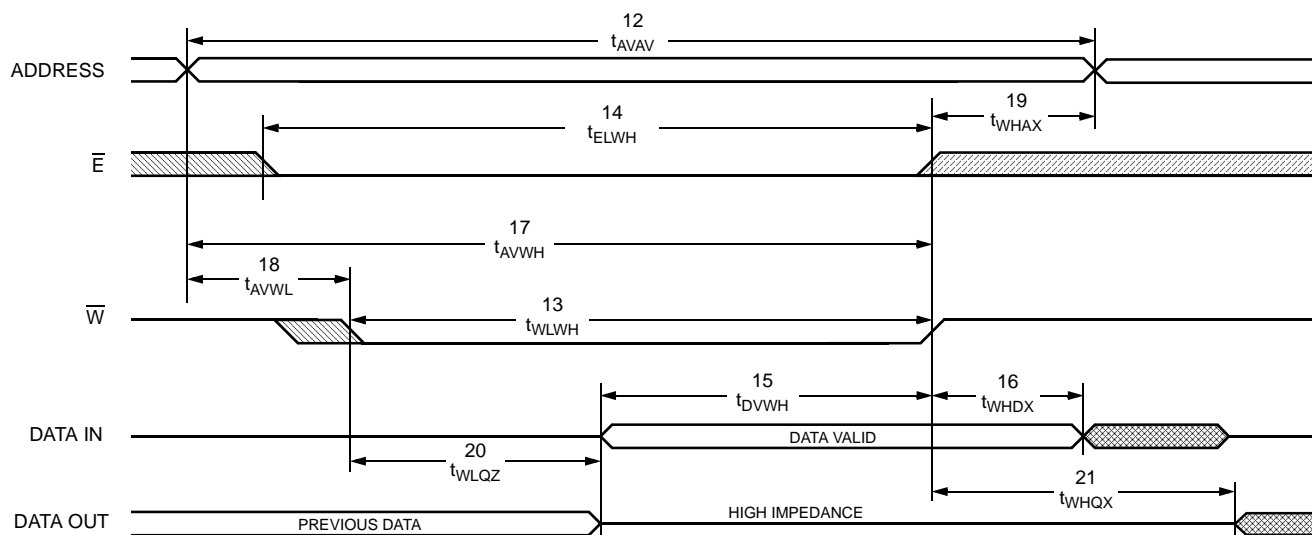 12
tAVAV
ADDRESS
14
tELWH
19
tWHAX
E
17
tAVWH
18
tAVWL
W
13
tWLWH
15
tDVWH
16
tWHDX
DATA IN
DATA VALID
20
tWLQZ
21
tWHQX
DATA OUT
PREVIOUS DATA
HIGH IMPEDANCE